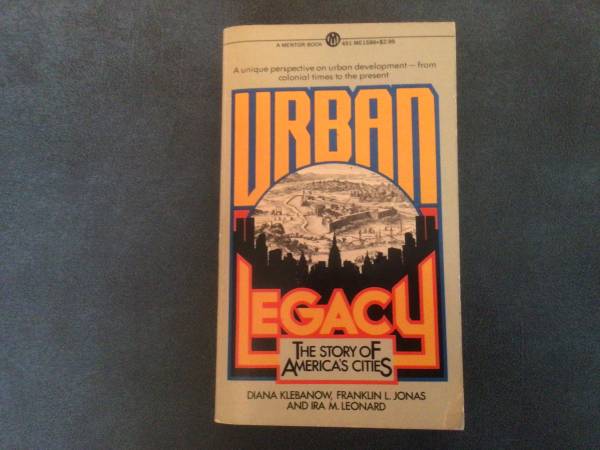 A MENTOR BOOK M 451 ME1586 • $2.95
A unique perspective on urban development—from
colonial times to the present
URBAN
LEGACY
THE STORY OF
AMERICA'S CITIES
DIANA KLEBANOW, FRANKLIN L. JONAS
AND IRA M. LEONARD